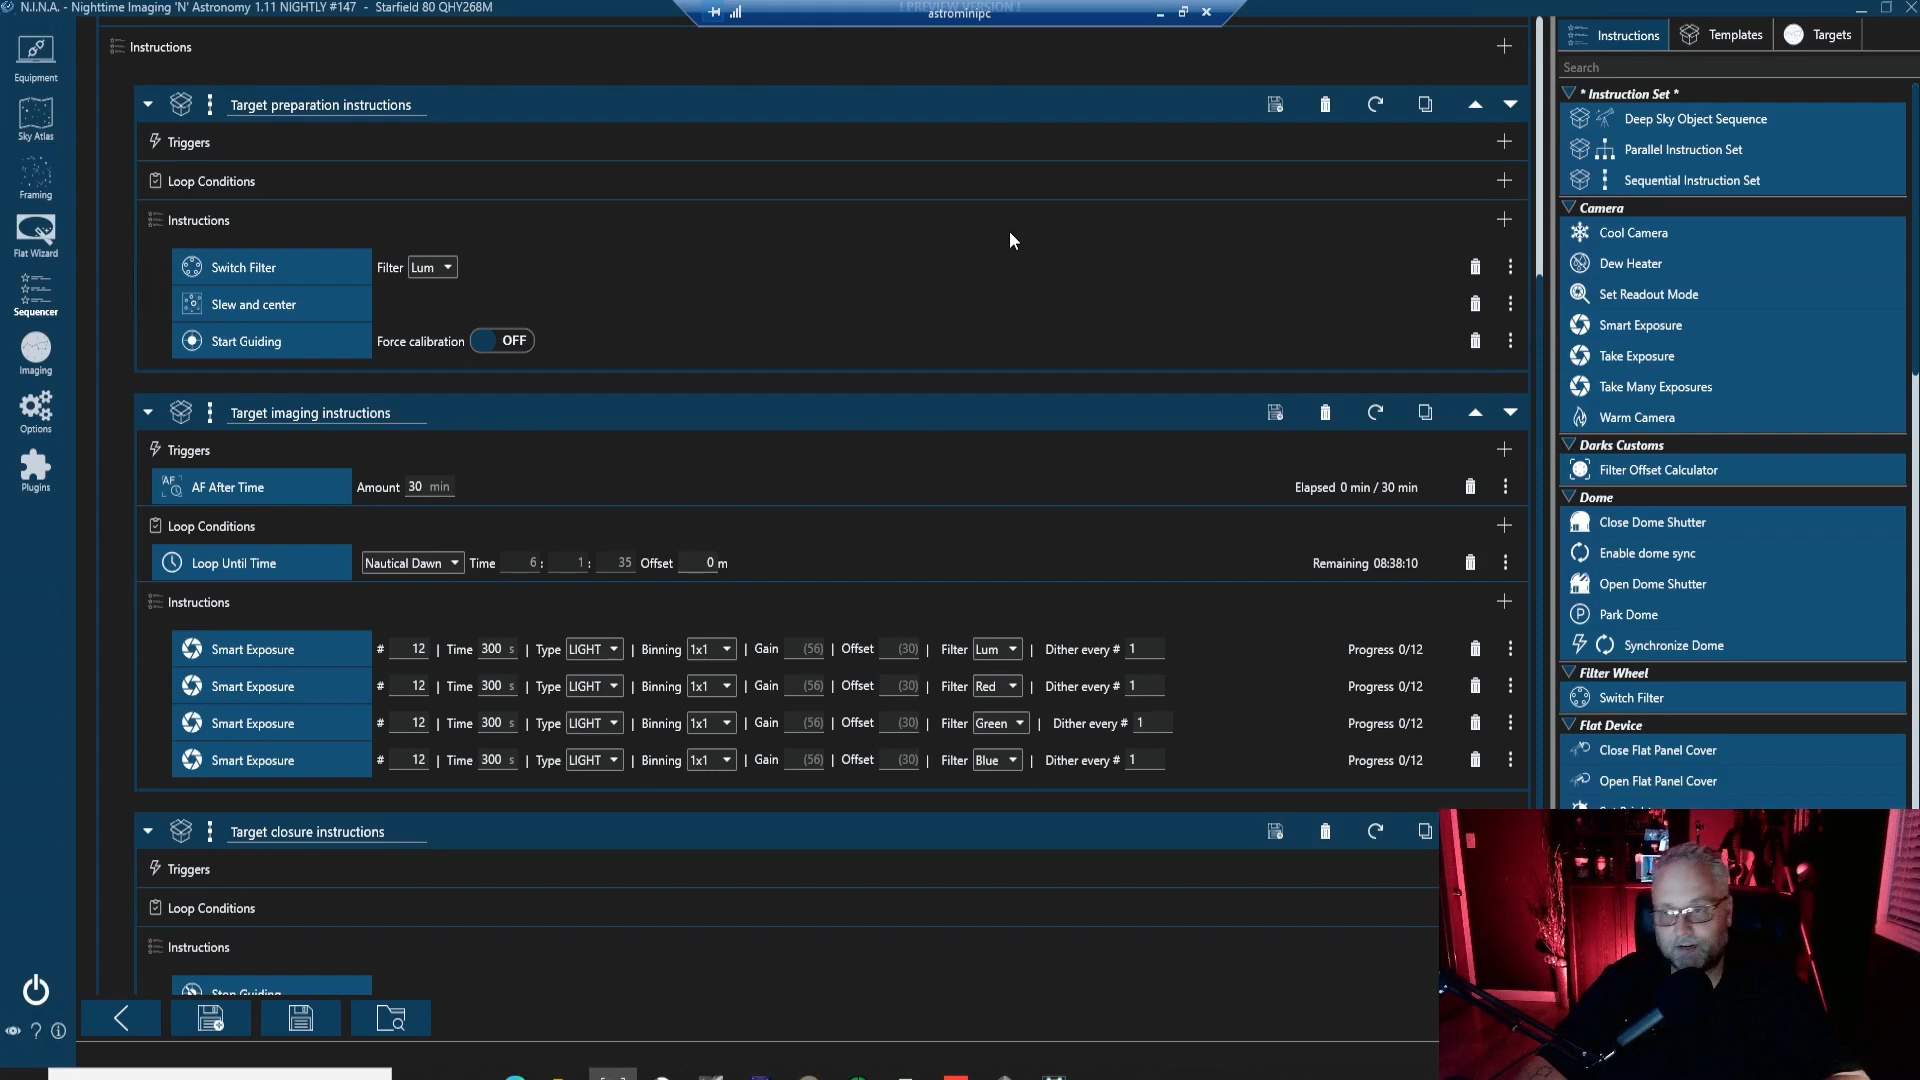 N.I.N.A. - Nighttime Imaging 'N' Astronomy 1.11 NIGHTLY #147 - Starfield 80 QHY268M
! PREVIEW VERSION !
astrominipc
Equipment
Sky Atlas
Framing
Flat Wizard
Sequencer
Imaging
Options
Plugins
Instructions
Target preparation instructions
Triggers
Loop Conditions
Instructions
Switch Filter Filter Lum
Slew and center
Start Guiding Force calibration OFF
Target imaging instructions
Triggers
AF After Time Amount 30 min Elapsed 0 min / 30 min
Loop Conditions
Loop Until Time Nautical Dawn Time 6 : 1 : 35 Offset 0 m Remaining 08:38:10
Instructions
Smart Exposure # 12 | Time 300 s | Type LIGHT | Binning 1x1 | Gain (56) | Offset (30) | Filter Lum | Dither every # 1 Progress 0/12
Smart Exposure # 12 | Time 300 s | Type LIGHT | Binning 1x1 | Gain (56) | Offset (30) | Filter Red | Dither every # 1 Progress 0/12
Smart Exposure # 12 | Time 300 s | Type LIGHT | Binning 1x1 | Gain (56) | Offset (30) | Filter Green | Dither every # 1 Progress 0/12
Smart Exposure # 12 | Time 300 s | Type LIGHT | Binning 1x1 | Gain (56) | Offset (30) | Filter Blue | Dither every # 1 Progress 0/12
Target closure instructions
Triggers
Loop Conditions
Instructions
Stop Guiding
Instructions Templates Targets
Search
* Instruction Set *
Deep Sky Object Sequence
Parallel Instruction Set
Sequential Instruction Set
Camera
Cool Camera
Dew Heater
Set Readout Mode
Smart Exposure
Take Exposure
Take Many Exposures
Warm Camera
Darks Customs
Filter Offset Calculator
Dome
Close Dome Shutter
Enable dome sync
Open Dome Shutter
Park Dome
Synchronize Dome
Filter Wheel
Switch Filter
Flat Device
Close Flat Panel Cover
Open Flat Panel Cover